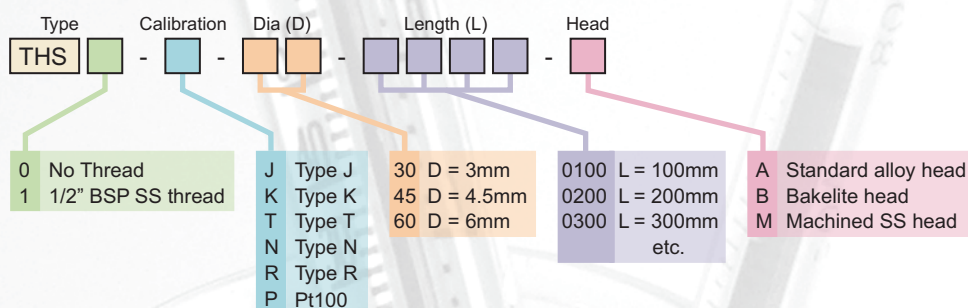 Type Calibration Dia (D) Length (L) Head
THS - - - -
0 No Thread
1 1/2” BSP SS thread
J Type J
K Type K
T Type T
N Type N
R Type R
P Pt100
30 D = 3mm
45 D = 4.5mm
60 D = 6mm
0100 L = 100mm
0200 L = 200mm
0300 L = 300mm
etc.
A Standard alloy head
B Bakelite head
M Machined SS head